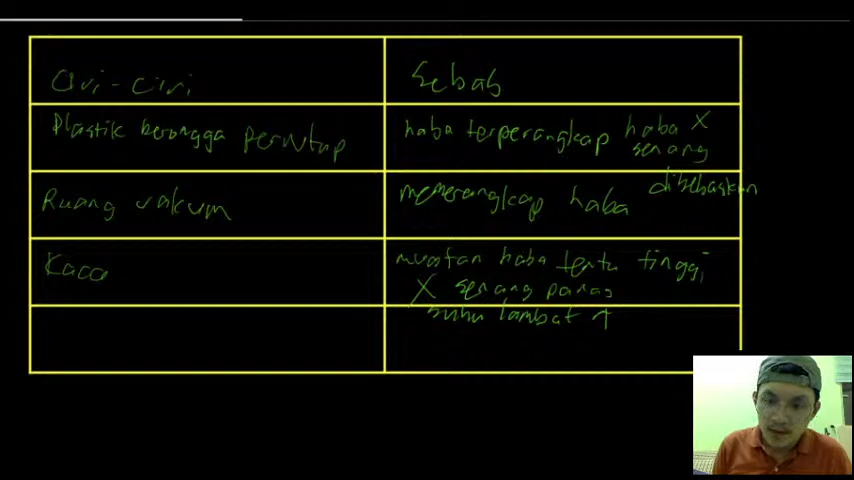 Ciri-ciri
Sebab
Plastik berongga penutup
haba terperangkap haba X
senang
dibebaskan
Ruang vakum
memerangkap haba
Kaca
muatan haba tentu tinggi,
X senang panas
suhu lambat ↑